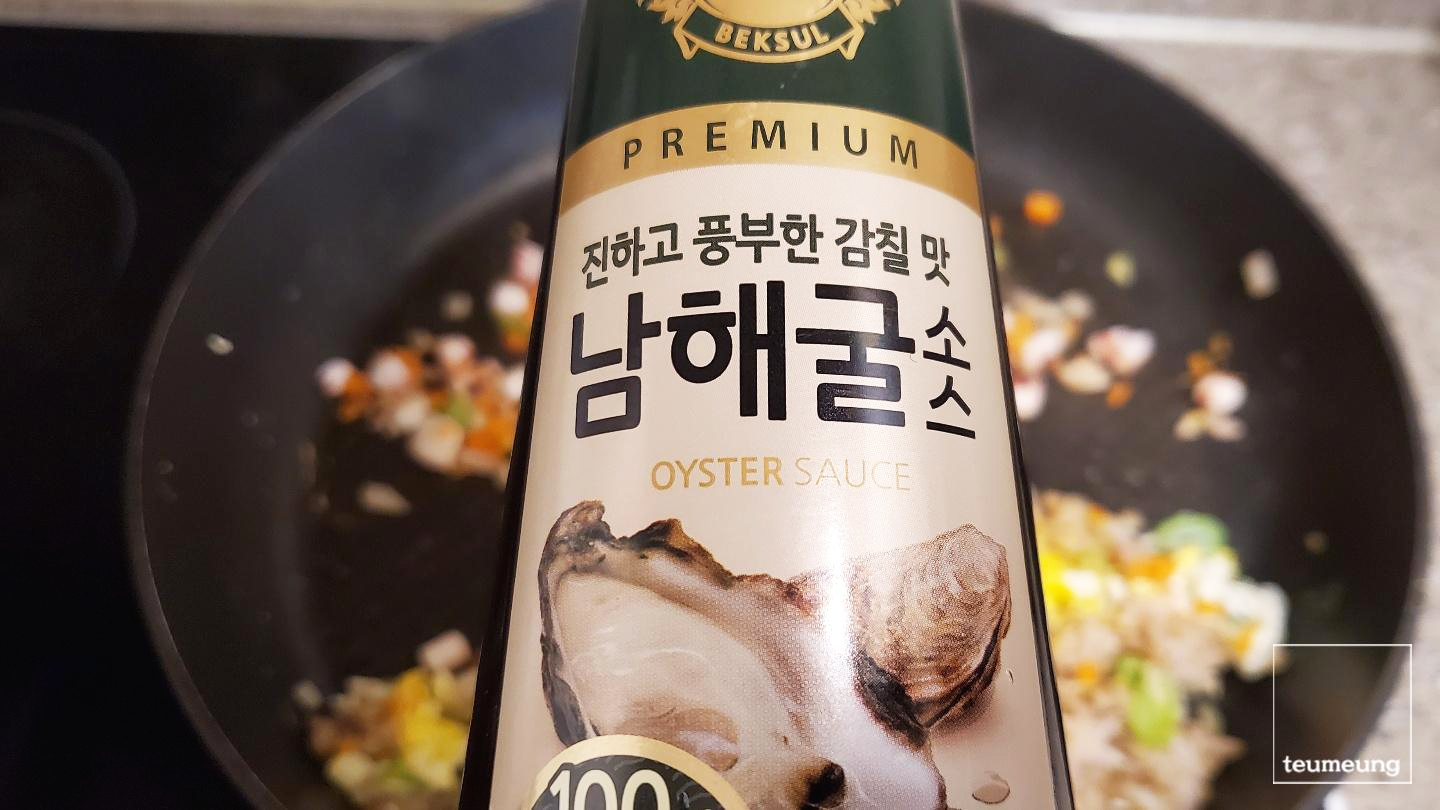 BEKSUL
PREMIUM
진하고 풍부한 감칠 맛
남해굴소스
OYSTER SAUCE
100
teumeung